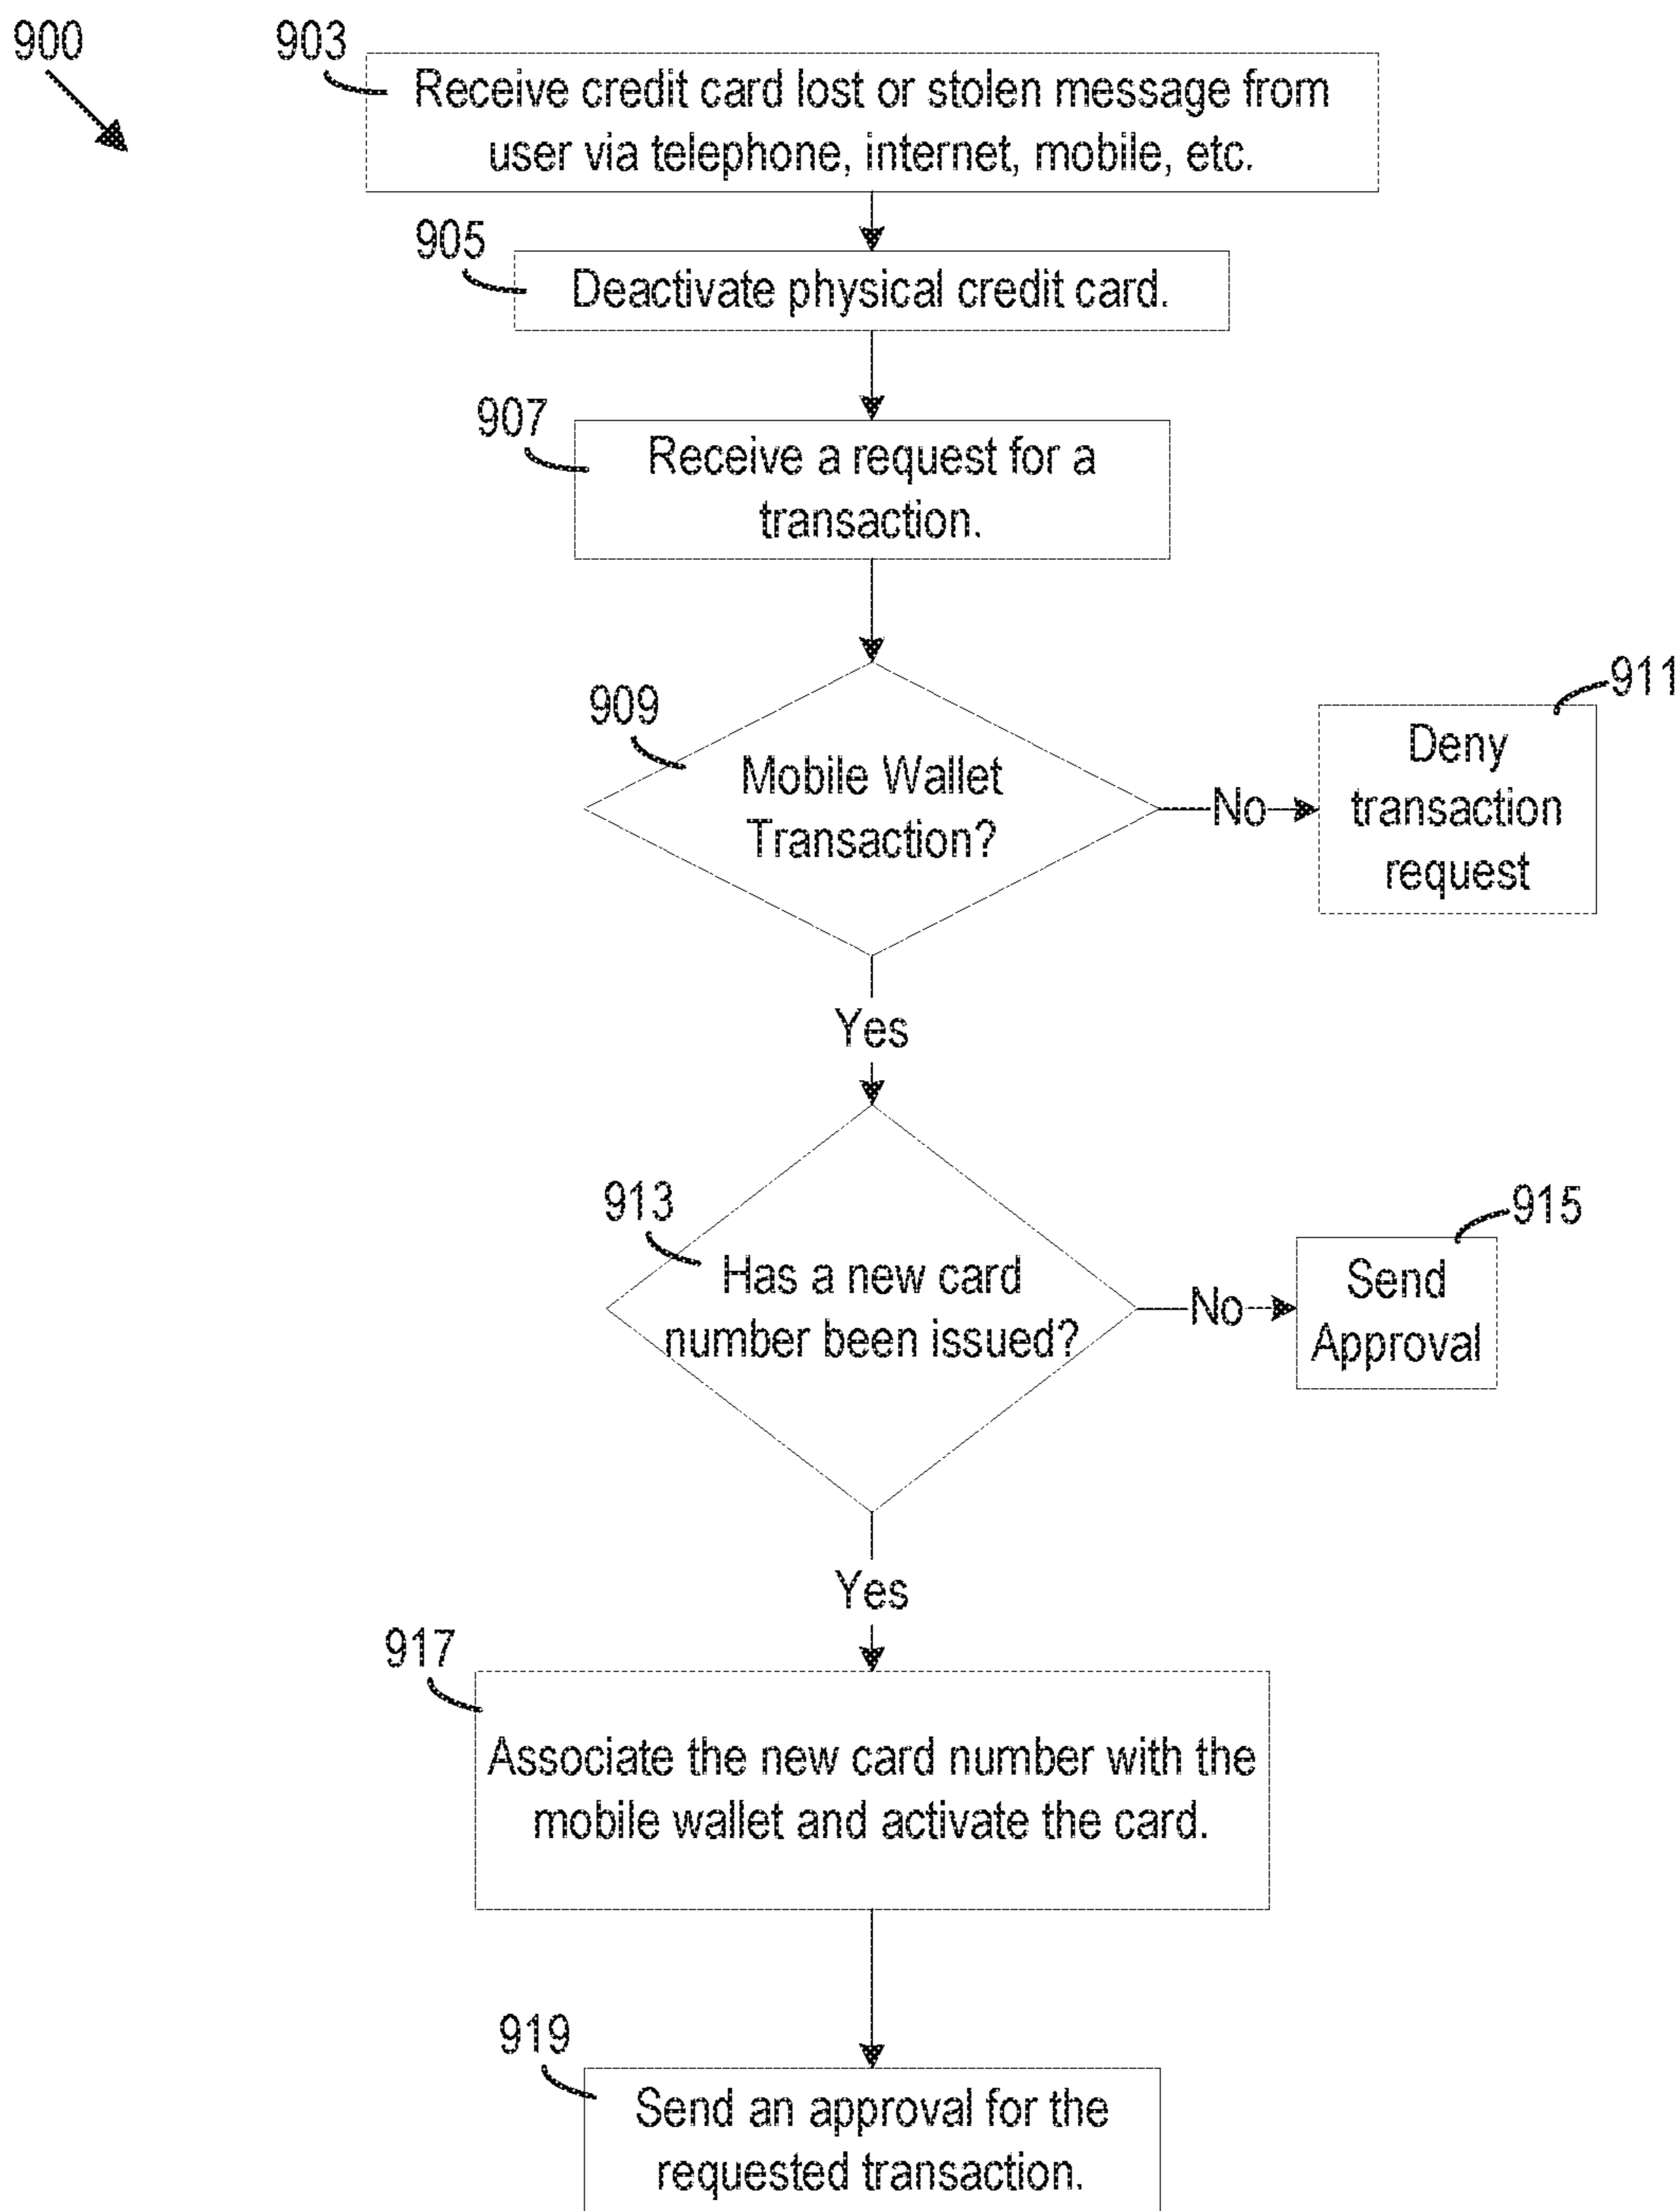 900
903
Receive credit card lost or stolen message from
user via telephone, internet, mobile, etc.
905
Deactivate physical credit card.
907
Receive a request for a
transaction.
909
Mobile Wallet
Transaction?
No
911
Deny
transaction
request
Yes
913
Has a new card
number been issued?
No
915
Send
Approval
Yes
917
Associate the new card number with the
mobile wallet and activate the card.
919
Send an approval for the
requested transaction.